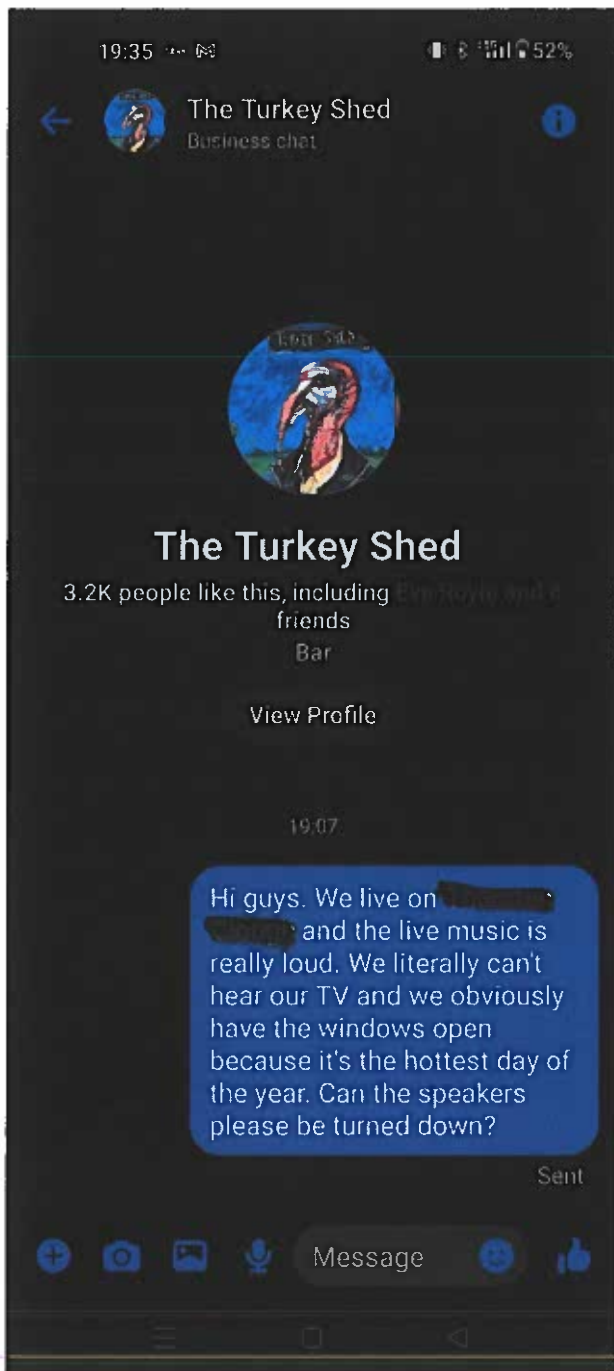 19:35
52%
The Turkey Shed
Business chat
The Turkey Shed
3.2K people like this, including
friends
Bar
View Profile
19:07
Hi guys. We live on
and the live music is
really loud. We literally can't
hear our TV and we obviously
have the windows open
because it's the hottest day of
the year. Can the speakers
please be turned down?
Sent
Message